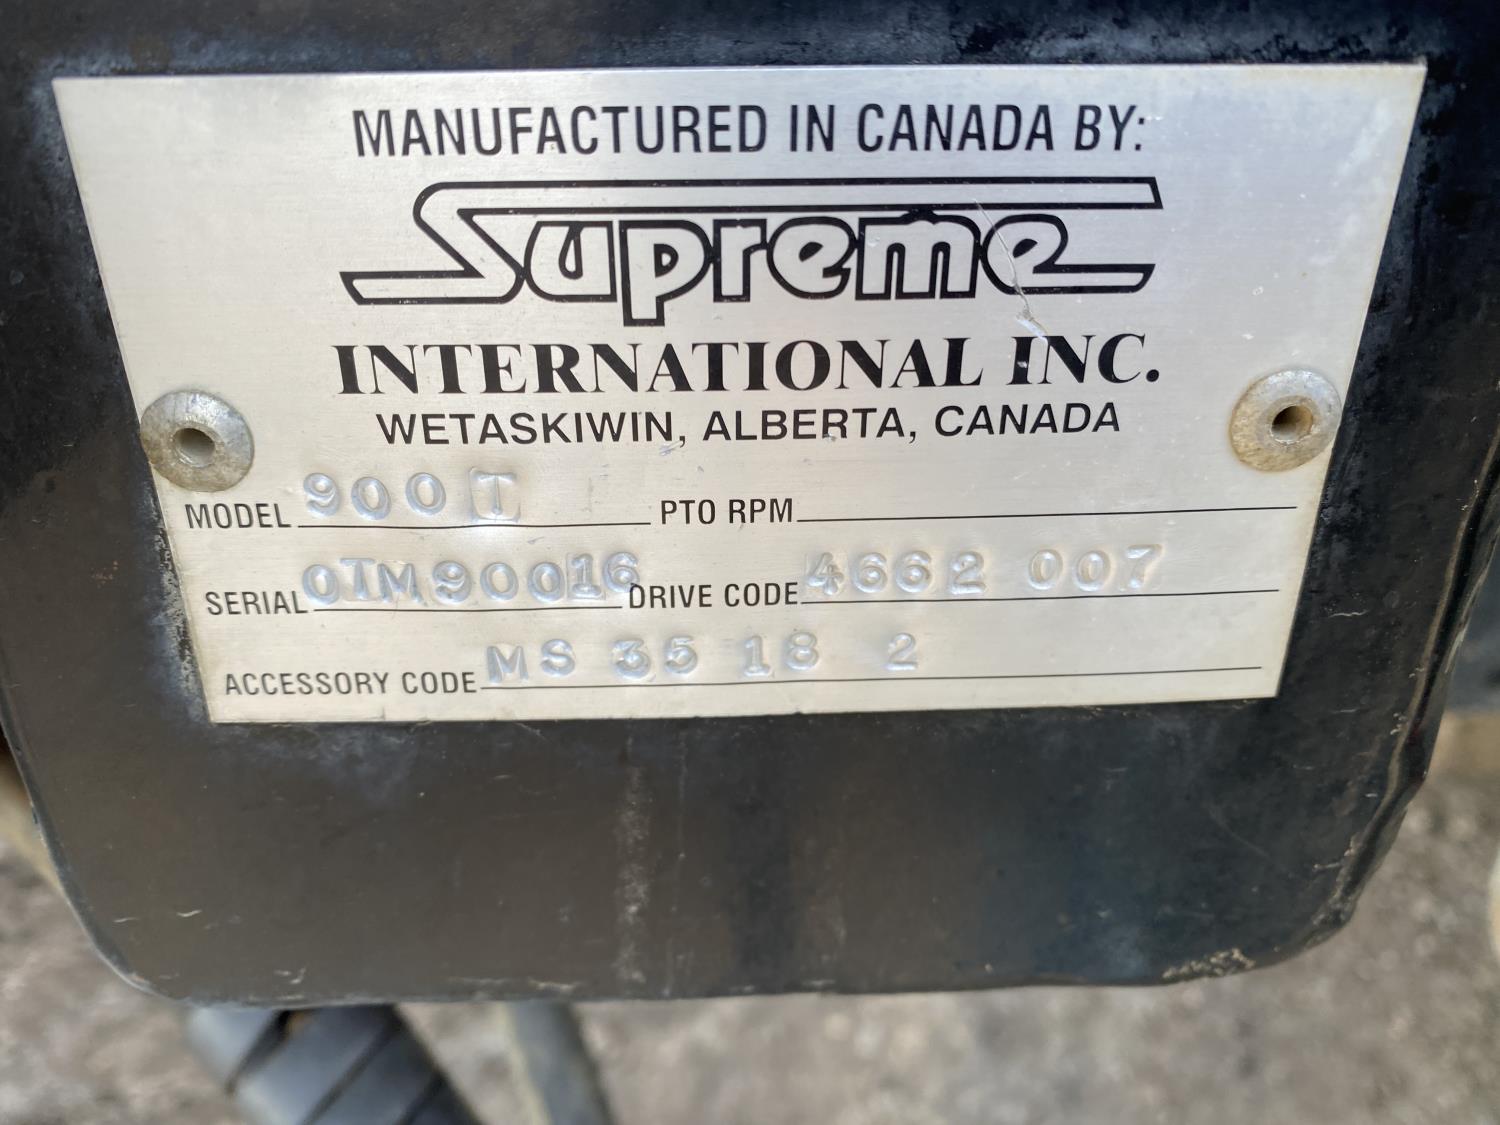 MANUFACTURED IN CANADA BY:
Supreme
INTERNATIONAL INC.
WETASKIWIN, ALBERTA, CANADA
MODEL 900T PTO RPM
SERIAL OTM90016 DRIVE CODE 4662 007
ACCESSORY CODE MS 35 18 2